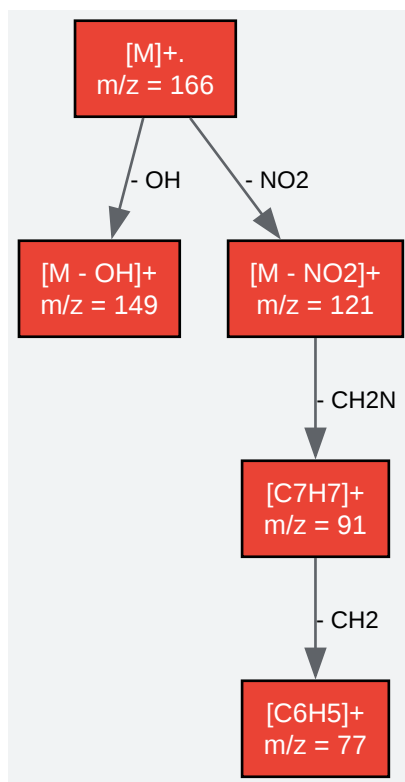 [M]+.
m/z = 166
- OH
- NO2
[M - OH]+
m/z = 149
[M - NO2]+
m/z = 121
- CH2N
[C7H7]+
m/z = 91
- CH2
[C6H5]+
m/z = 77